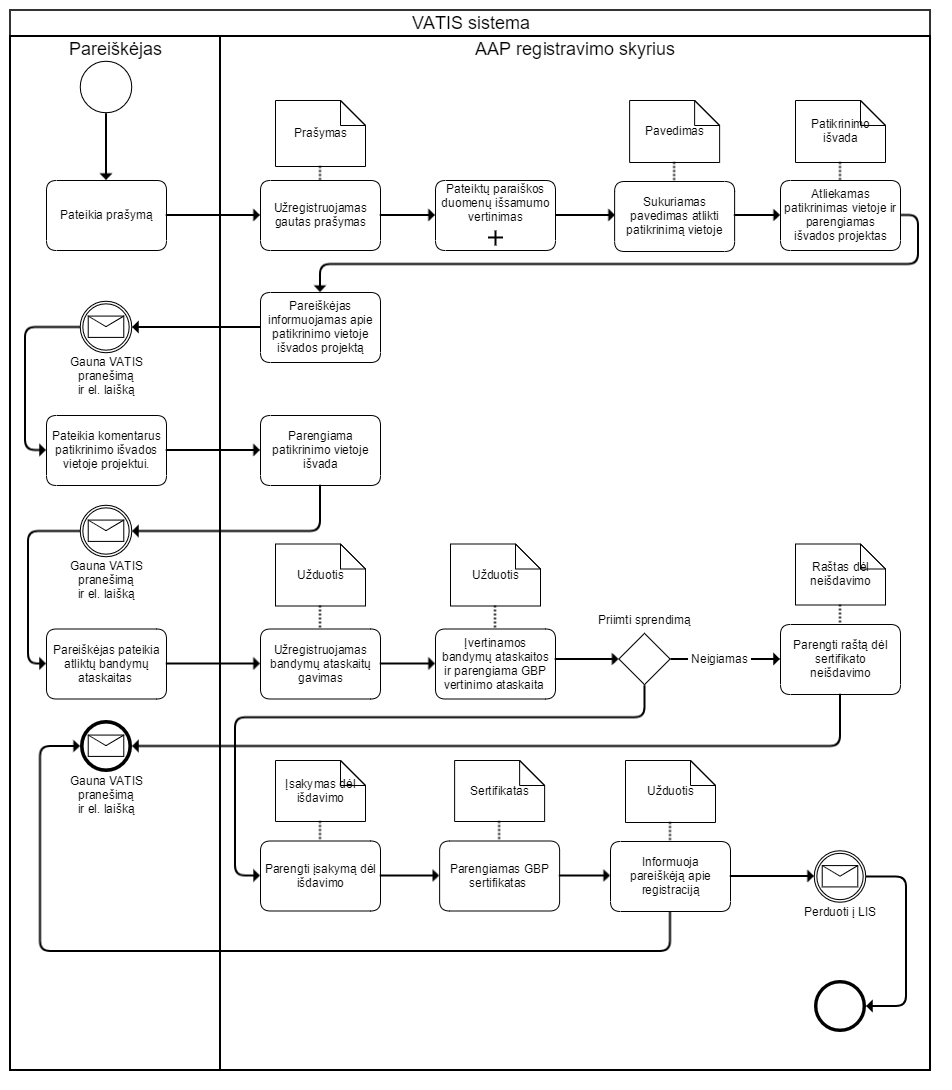 VATIS sistema
Pareiškėjas
AAP registravimo skyrius
Prašymas
Pavedimas
Patikrinimo
išvada
Pateikia prašymą
Užregistruojamas
gautas prašymas
Pateiktų paraiškos
duomenų išsamumo
vertinimas
Sukuriamas
pavedimas atlikti
patikrinimą vietoje
Atliekamas
patikrinimas vietoje ir
parengiamas
išvados projektas
Pareiškėjas
informuojamas apie
patikrinimo vietoje
išvados projektą
Gauna VATIS
pranešimą
ir el. laišką
Pateikia komentarus
patikrinimo išvados
vietoje projektui.
Parengiama
patikrinimo vietoje
išvada
Gauna VATIS
pranešimą
ir el. laišką
Užduotis
Užduotis
Raštas dėl
neišdavimo
Priimti sprendimą
Pareiškėjas pateikia
atliktų bandymų
ataskaitas
Užregistruojamas
bandymų ataskaitų
gavimas
Įvertinamos
bandymų ataskaitos
ir parengiama GBP
vertinimo ataskaita
Neigiamas
Parengti raštą dėl
sertifikato
neišdavimo
Gauna VATIS
pranešimą
ir el. laišką
Įsakymas dėl
išdavimo
Sertifikatas
Užduotis
Parengti įsakymą dėl
išdavimo
Parengiamas GBP
sertifikatas
Informuoja
pareiškėją apie
registraciją
Perduoti į LIS